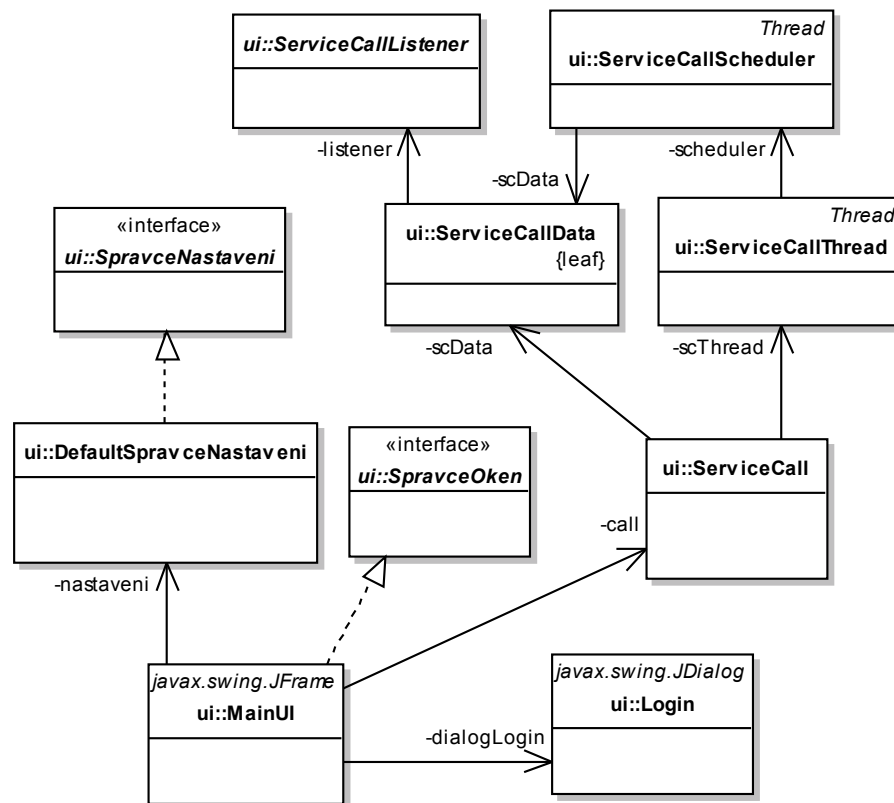 ui::ServiceCallListener
Thread
ui::ServiceCallScheduler
-listener
-scData
-scheduler
«interface»
ui::SpravceNastaveni
ui::ServiceCallData
{leaf}
Thread
ui::ServiceCallThread
-scData
-scThread
ui::DefaultSpravceNastaveni
«interface»
ui::SpravceOken
ui::ServiceCall
-call
-nastaveni
javax.swing.JFrame
ui::MainUI
javax.swing.JDialog
ui::Login
-dialogLogin